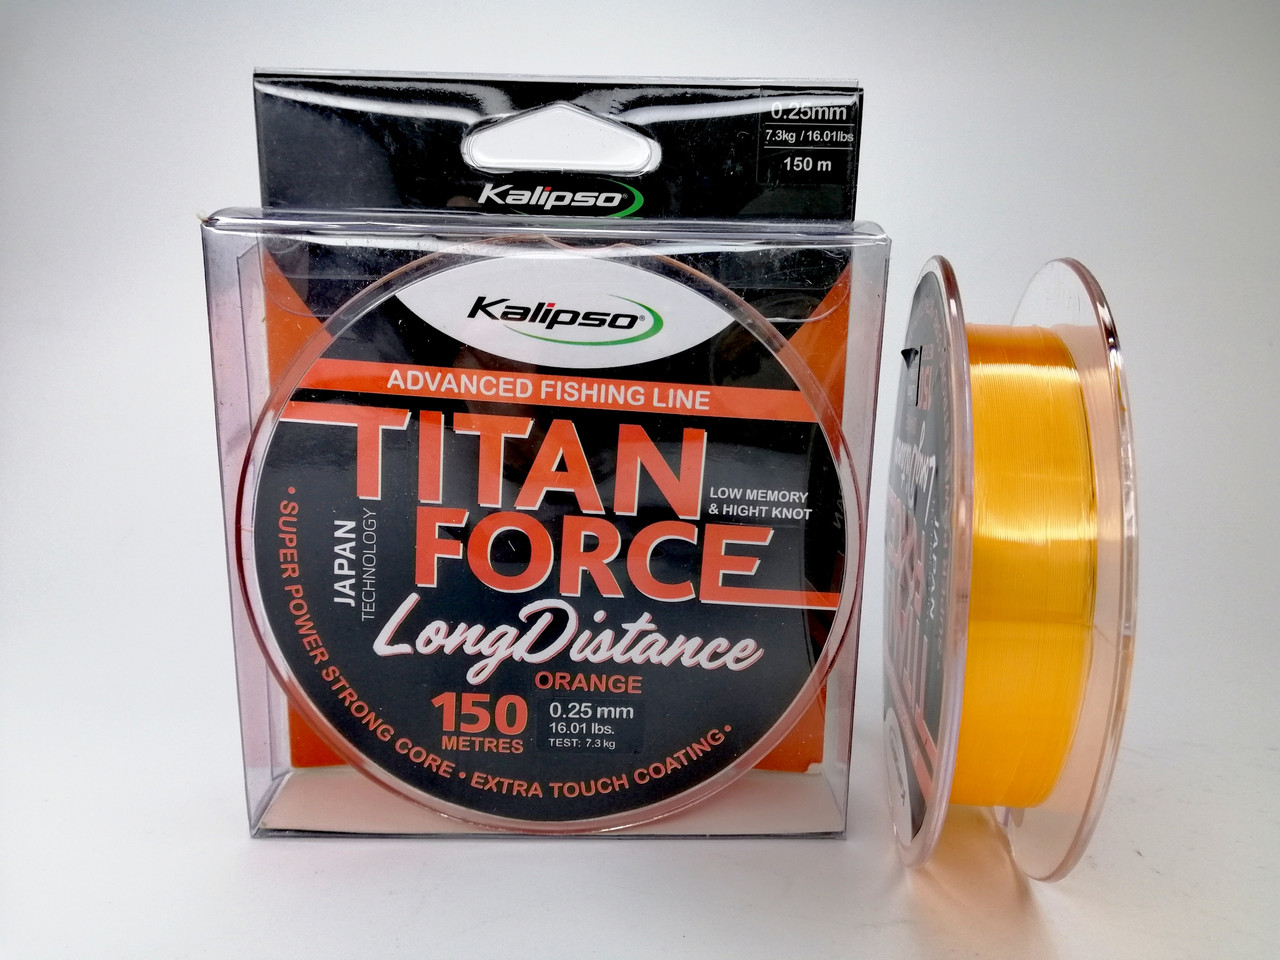 0.25mm
7.3kg / 16.01lbs
150 m
Kalipso®
Kalipso®
ADVANCED FISHING LINE
TITAN
FORCE
LOW MEMORY
& HIGHT KNOT
JAPAN
TECHNOLOGY
LongDistance
ORANGE
150
METRES
0.25 mm
16.01 lbs.
TEST: 7.3 kg
• SUPER POWER STRONG CORE • EXTRA TOUCH COATING •
JAPAN